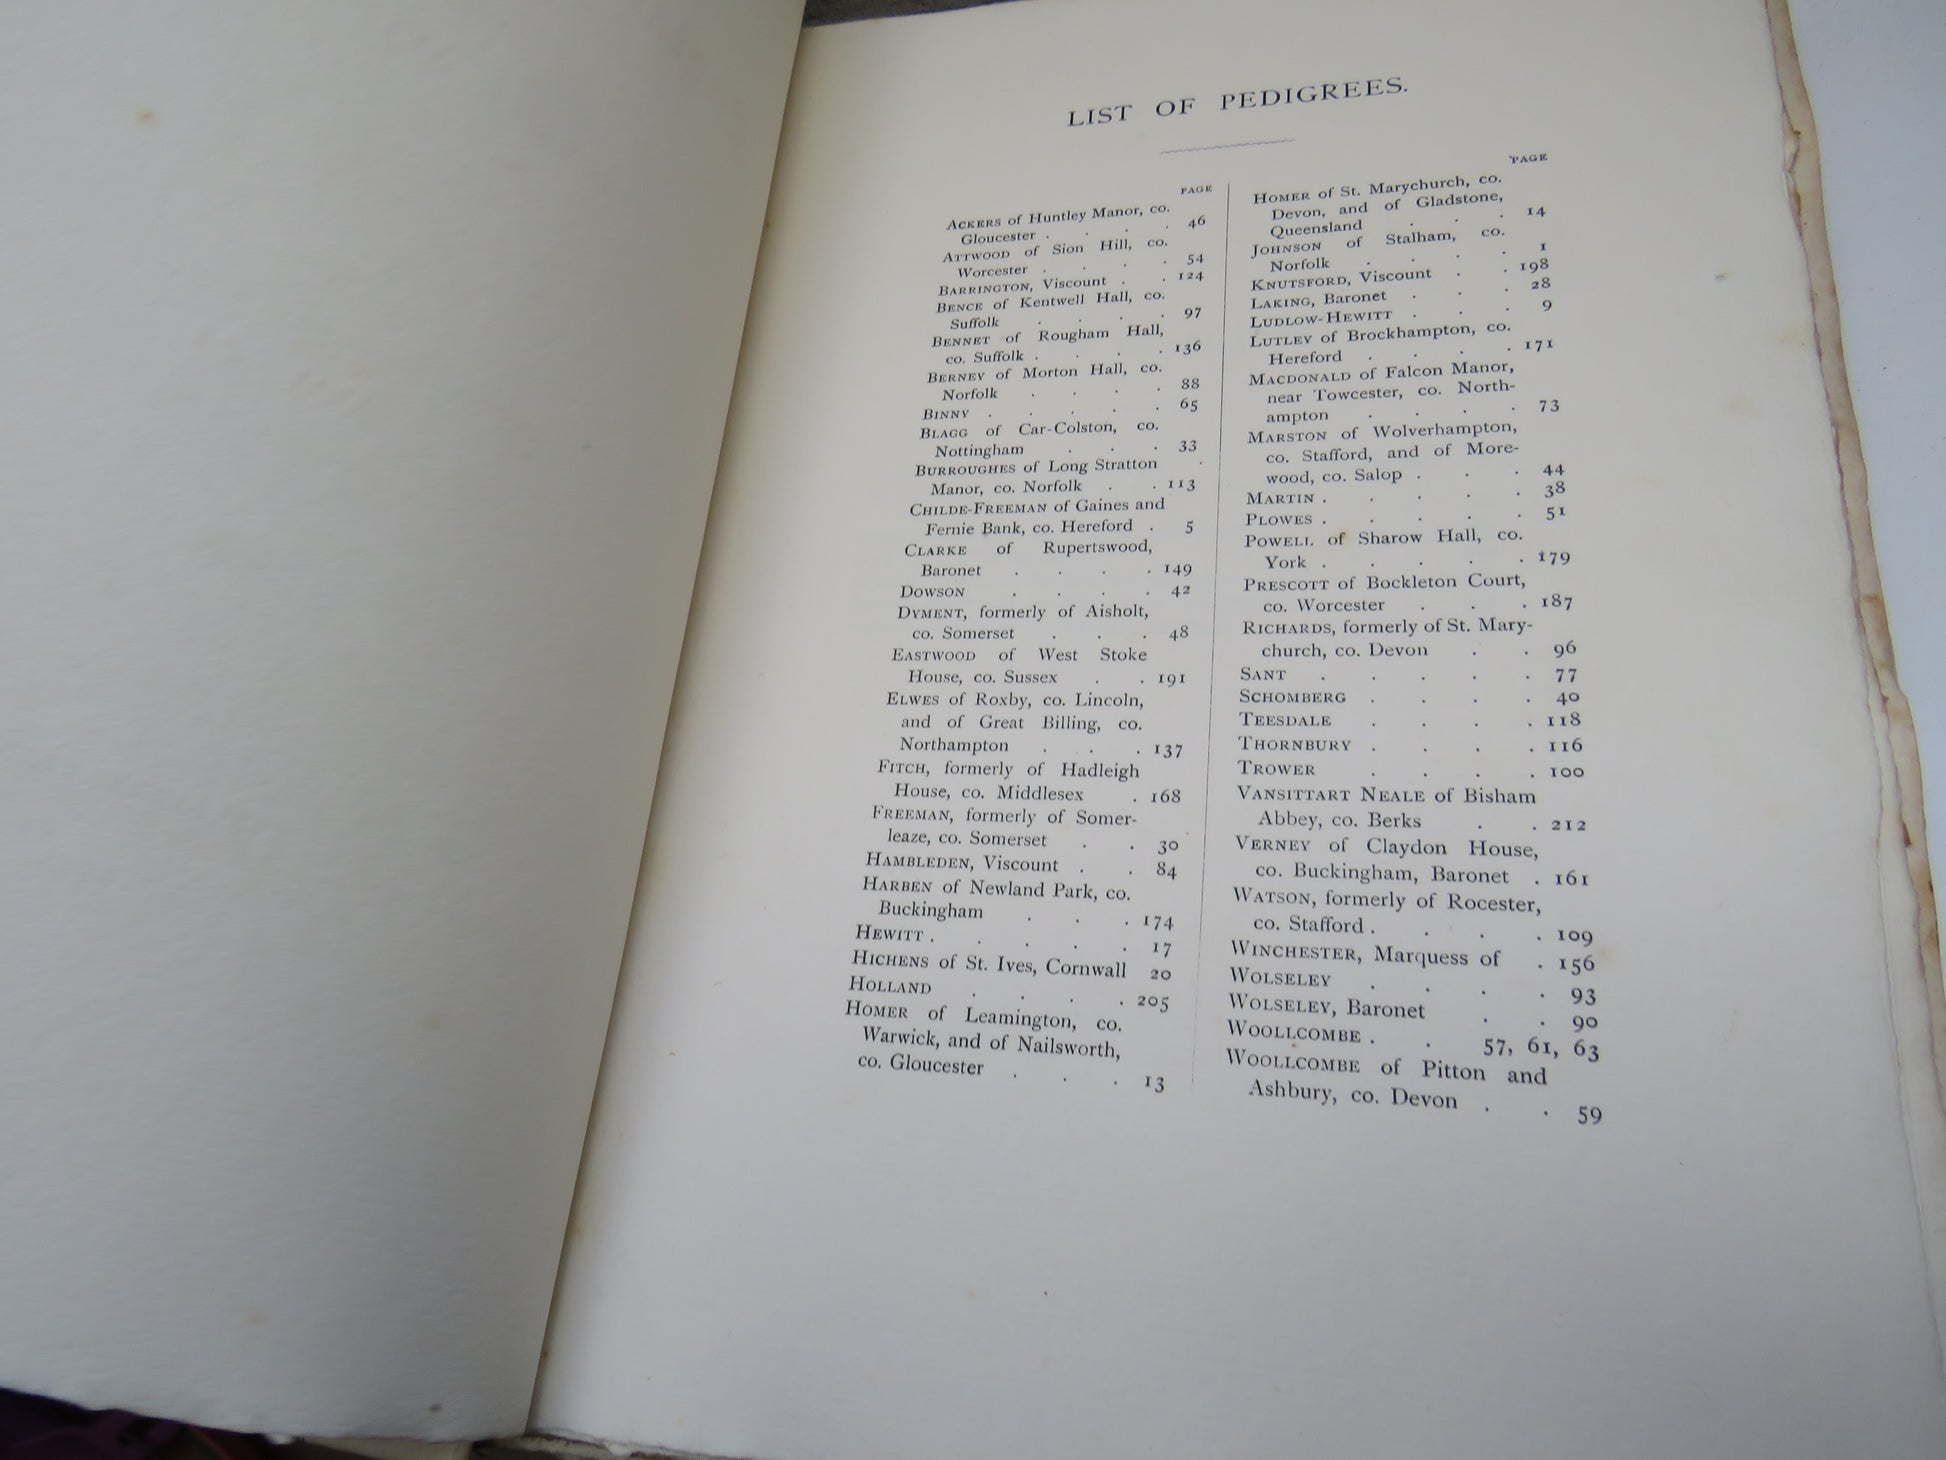 LIST OF PEDIGREES.
PAGE
ACKERS of Huntley Manor, co.
Gloucester . . . . 46
ATTWOOD of Sion Hill, co.
Worcester . . . . 54
BARRINGTON, Viscount . . 124
BENCE of Kentwell Hall, co.
Suffolk . . . . 97
BENNET of Rougham Hall,
co. Suffolk . . . . 136
BERNEY of Morton Hall, co.
Norfolk . . . . 88
BINNY . . . . . 65
BLAGG of Car-Colston, co.
Nottingham . . . 33
BURROUGHES of Long Stratton
Manor, co. Norfolk . . 113
CHILDE-FREEMAN of Gaines and
Fernie Bank, co. Hereford . 5
CLARKE of Rupertswood,
Baronet . . . . 149
DOWSON . . . . 42
DYMENT, formerly of Aisholt,
co. Somerset . . . 48
EASTWOOD of West Stoke
House, co. Sussex . . 191
ELWES of Roxby, co. Lincoln,
and of Great Billing, co.
Northampton . . . 137
FITCH, formerly of Hadleigh
House, co. Middlesex . 168
FREEMAN, formerly of Somer-
leaze, co. Somerset . . 30
HAMBLEDEN, Viscount . . 84
HARBEN of Newland Park, co.
Buckingham . . . 174
HEWITT . . . . . 17
HICHENS of St. Ives, Cornwall 20
HOLLAND . . . . 205
HOMER of Leamington, co.
Warwick, and of Nailsworth,
co. Gloucester . . . 13
PAGE
HOMER of St. Marychurch, co.
Devon, and of Gladstone,
Queensland . . . 14
JOHNSON of Stalham, co.
Norfolk . . . . 1
KNUTSFORD, Viscount . . 198
LAKING, Baronet . . . 28
LUDLOW-HEWITT . . . 9
LUTLEY of Brockhampton, co.
Hereford . . . . 171
MACDONALD of Falcon Manor,
near Towcester, co. North-
ampton . . . . 73
MARSTON of Wolverhampton,
co. Stafford, and of More-
wood, co. Salop . . . 44
MARTIN . . . . . 38
PLOWES . . . . . 51
POWELL of Sharow Hall, co.
York . . . . . 179
PRESCOTT of Bockleton Court,
co. Worcester . . . 187
RICHARDS, formerly of St. Mary-
church, co. Devon . . 96
SANT . . . . . 77
SCHOMBERG . . . . 40
TEESDALE . . . . 118
THORNBURY . . . . 116
TROWER . . . . 100
VANSITTART NEALE of Bisham
Abbey, co. Berks . . 212
VERNEY of Claydon House,
co. Buckingham, Baronet . 161
WATSON, formerly of Rocester,
co. Stafford . . . . 109
WINCHESTER, Marquess of . 156
WOLSELEY . . . . 93
WOLSELEY, Baronet . . 90
WOOLLCOMBE . . 57, 61, 63
WOOLLCOMBE of Pitton and
Ashbury, co. Devon . . 59